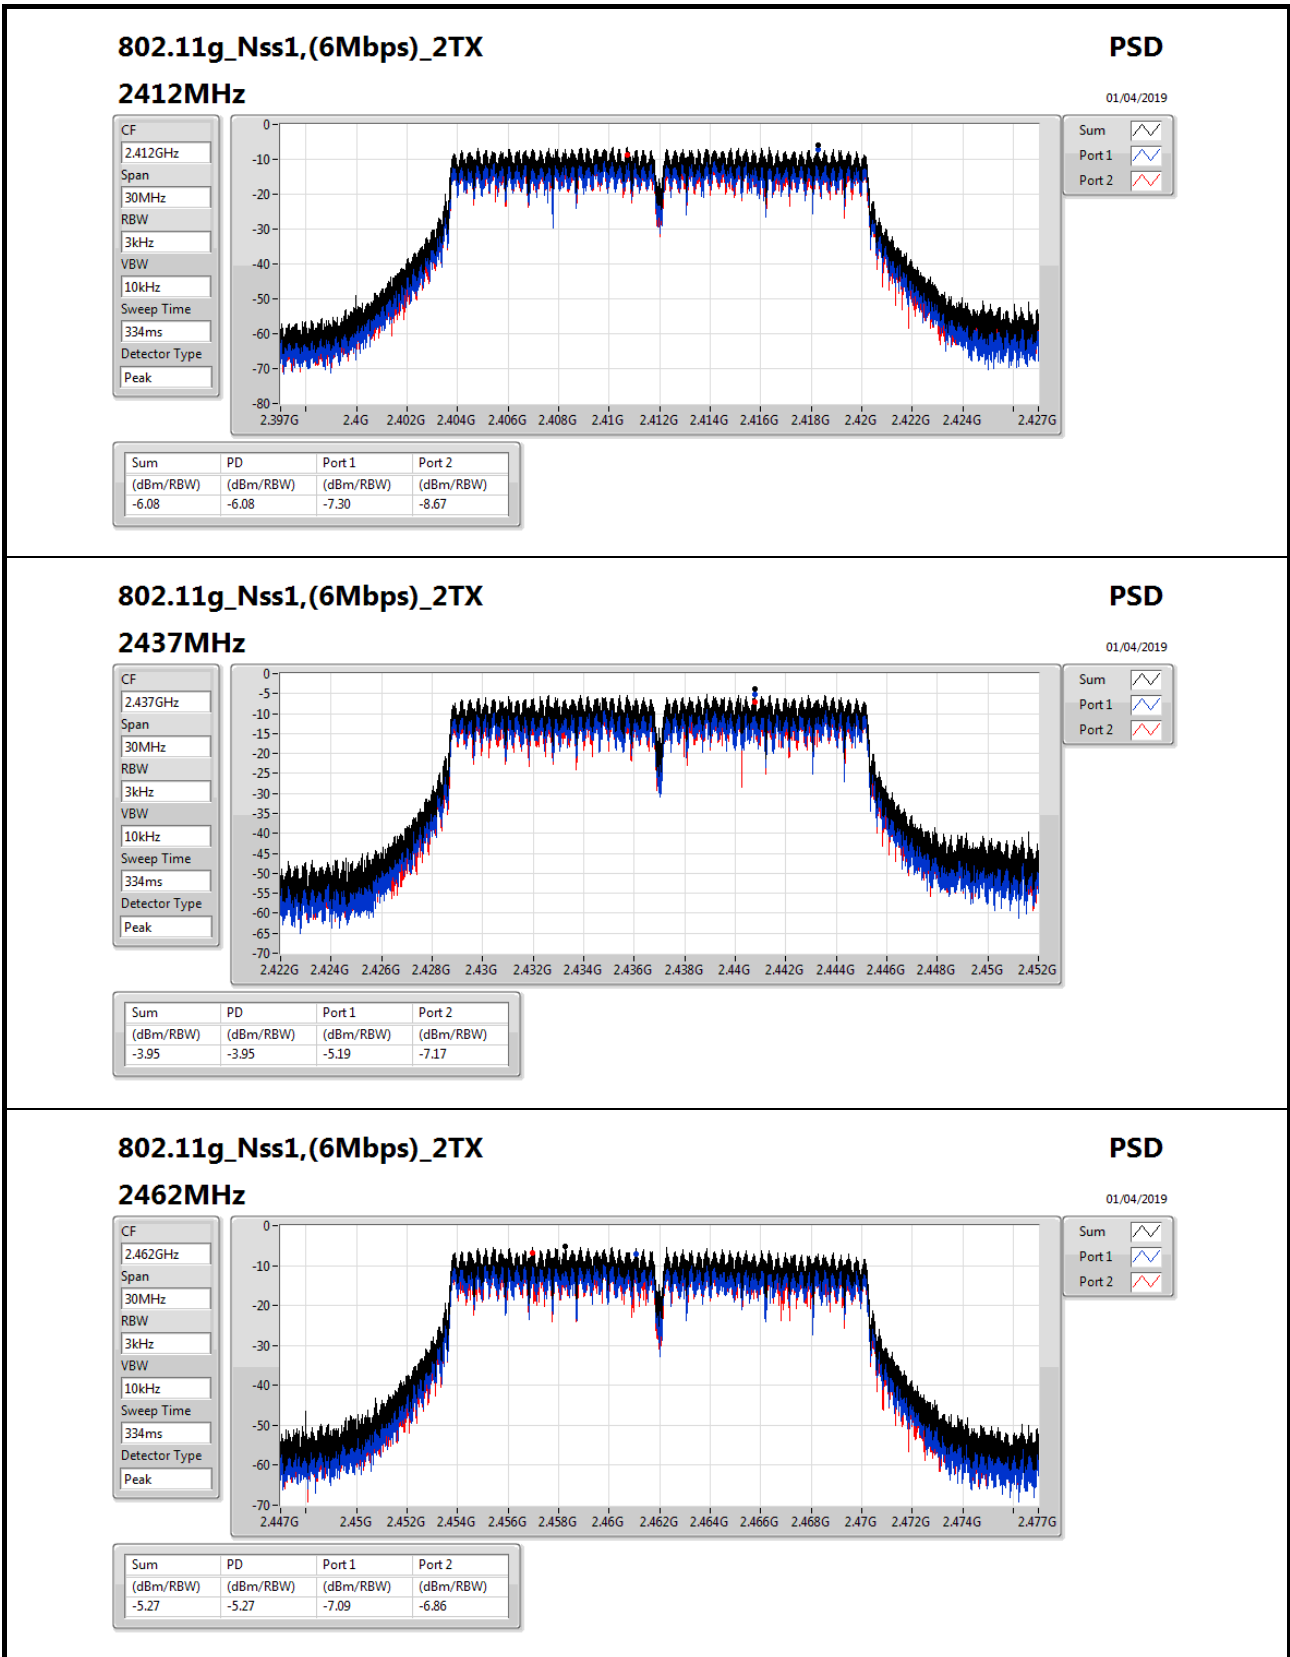 802.11g_Nss1,(6Mbps)_2TX PSD
2412MHz 01/04/2019
CF
2.412GHz
Span
30MHz
RBW
3kHz
VBW
10kHz
Sweep Time
334ms
Detector Type
Peak
0
-10
-20
-30
-40
-50
-60
-70
-80
2.397G 2.4G 2.402G 2.404G 2.406G 2.408G 2.41G 2.412G 2.414G 2.416G 2.418G 2.42G 2.422G 2.424G 2.427G
Sum
Port 1
Port 2
Sum PD Port 1 Port 2
(dBm/RBW) (dBm/RBW) (dBm/RBW) (dBm/RBW)
-6.08 -6.08 -7.30 -8.67
802.11g_Nss1,(6Mbps)_2TX PSD
2437MHz 01/04/2019
CF
2.437GHz
Span
30MHz
RBW
3kHz
VBW
10kHz
Sweep Time
334ms
Detector Type
Peak
0
-5
-10
-15
-20
-25
-30
-35
-40
-45
-50
-55
-60
-65
-70
2.422G 2.424G 2.426G 2.428G 2.43G 2.432G 2.434G 2.436G 2.438G 2.44G 2.442G 2.444G 2.446G 2.448G 2.45G 2.452G
Sum
Port 1
Port 2
Sum PD Port 1 Port 2
(dBm/RBW) (dBm/RBW) (dBm/RBW) (dBm/RBW)
-3.95 -3.95 -5.19 -7.17
802.11g_Nss1,(6Mbps)_2TX PSD
2462MHz 01/04/2019
CF
2.462GHz
Span
30MHz
RBW
3kHz
VBW
10kHz
Sweep Time
334ms
Detector Type
Peak
0
-10
-20
-30
-40
-50
-60
-70
2.447G 2.45G 2.452G 2.454G 2.456G 2.458G 2.46G 2.462G 2.464G 2.466G 2.468G 2.47G 2.472G 2.474G 2.477G
Sum
Port 1
Port 2
Sum PD Port 1 Port 2
(dBm/RBW) (dBm/RBW) (dBm/RBW) (dBm/RBW)
-5.27 -5.27 -7.09 -6.86